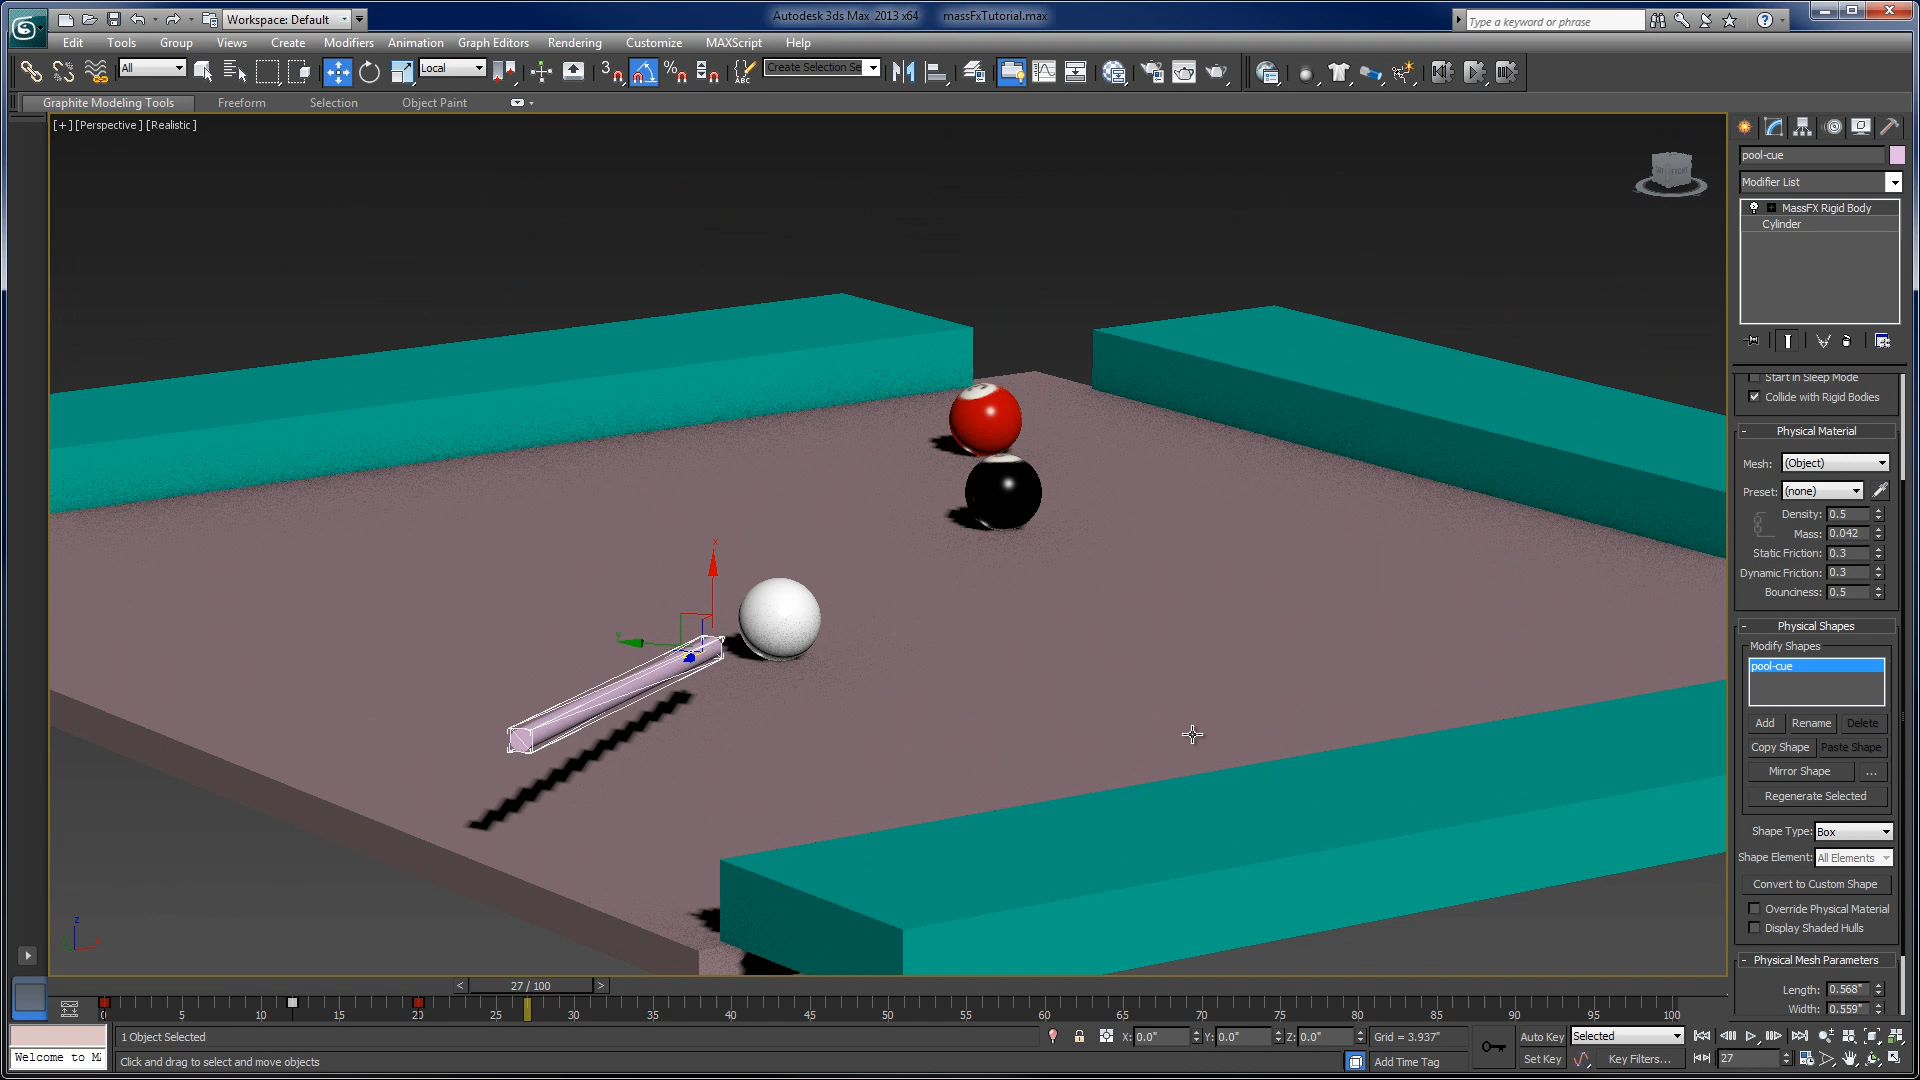 Workspace: Default
Autodesk 3ds Max 2013 x64 massFxTutorial.max
Type a keyword or phrase
Edit Tools Group Views Create Modifiers Animation Graph Editors Rendering Customize MAXScript Help
All
Local
3
%
ABC
Create Selection Se
Graphite Modeling Tools Freeform Selection Object Paint
[+] [Perspective] [Realistic]
FRONT
pool-cue
Modifier List
MassFX Rigid Body
Cylinder
Start in Sleep Mode
Collide with Rigid Bodies
- Physical Material
Mesh: (Object)
Preset: (none)
Density: 0.5
Mass: 0.042
Static Friction: 0.3
Dynamic Friction: 0.3
Bounciness: 0.5
- Physical Shapes
Modify Shapes
pool-cue
Add Rename Delete
Copy Shape Paste Shape
Mirror Shape ...
Regenerate Selected
Shape Type: Box
Shape Element: All Elements
Convert to Custom Shape
Override Physical Material
Display Shaded Hulls
- Physical Mesh Parameters
Length: 0.568"
Width: 0.559"
x
y
z
< 27 / 100 >
0 5 10 15 20 25 30 35 40 45 50 55 60 65 70 75 80 85 90 95 100
1 Object Selected
X: 0.0" Y: 0.0" Z: 0.0" Grid = 3.937"
Auto Key Selected
Welcome to M
Click and drag to select and move objects
Add Time Tag
Set Key Key Filters... 27